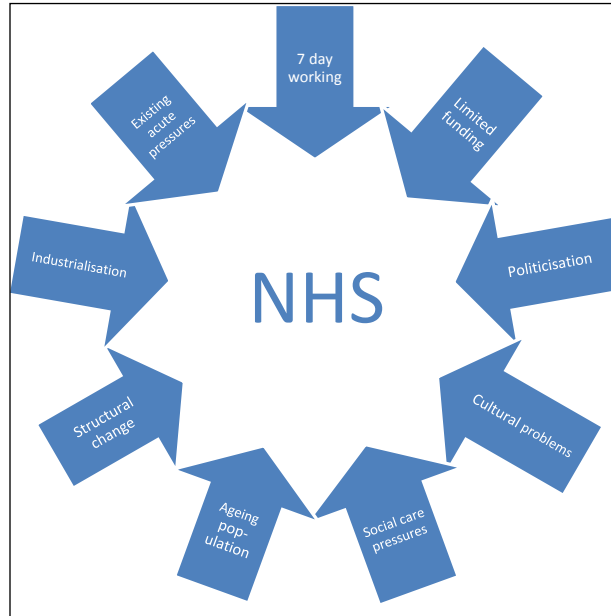 7 day
working
Limited
funding
Politicisation
Cultural problems
Social care
pressures
Ageing
pop-
ulation
Structural
change
Industrialisation
Existing
acute
pressures
NHS